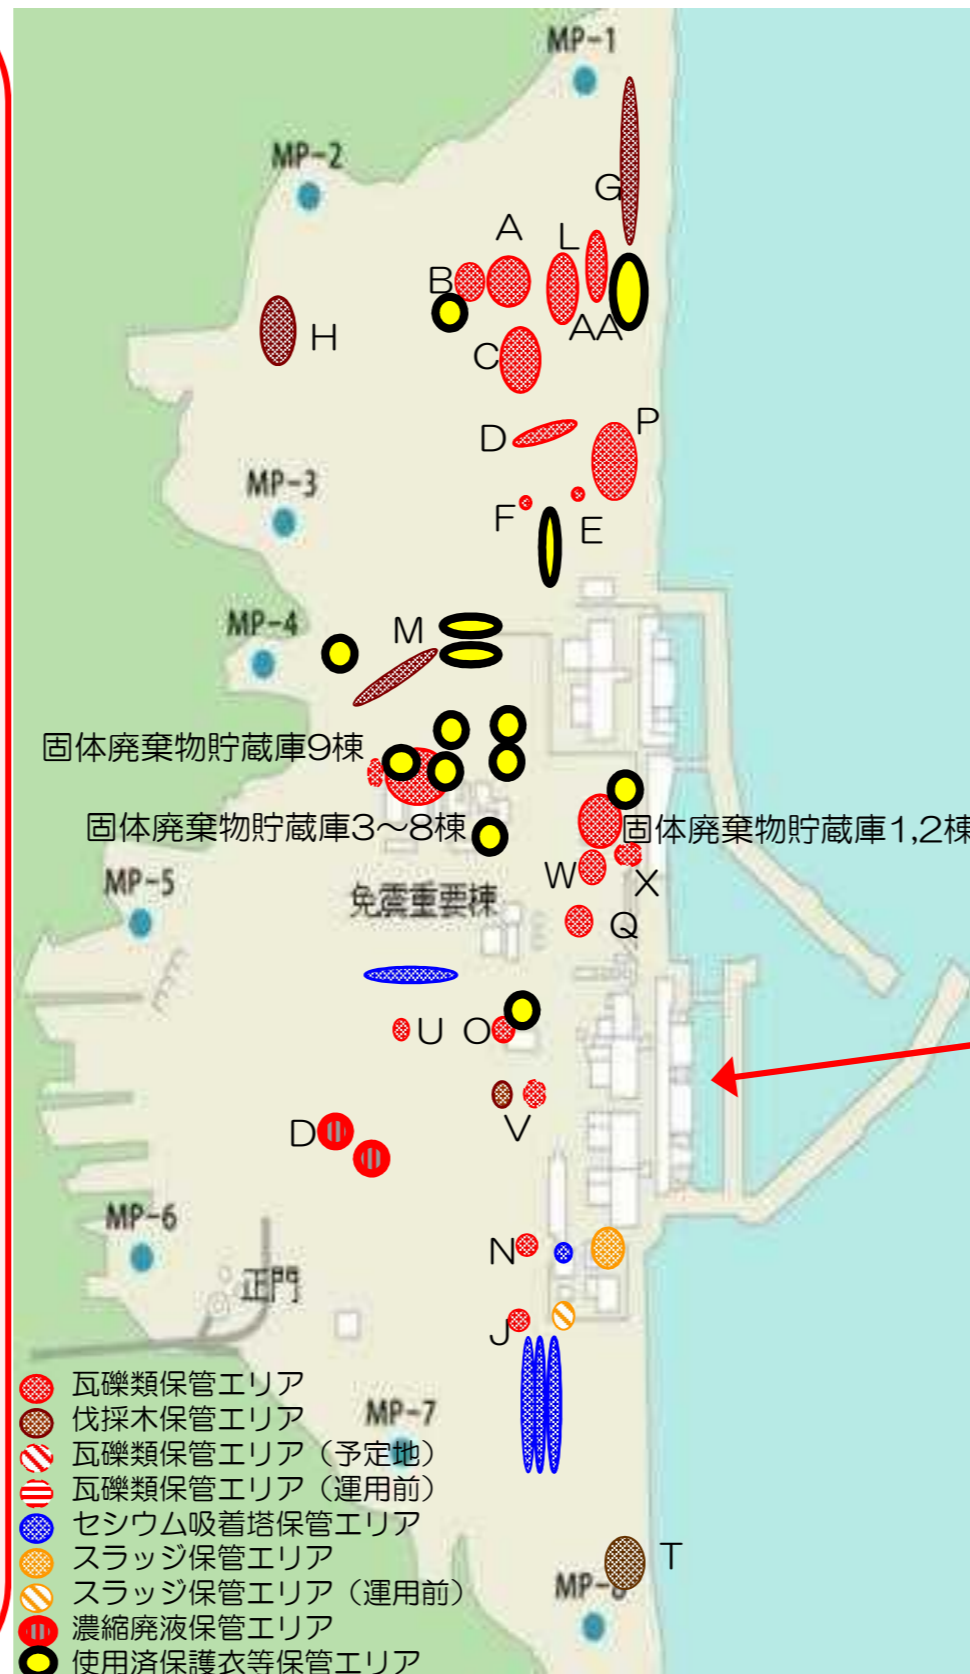 MP-1
MP-2
G
A
L
B
AA
H
C
P
D
MP-3
F
E
MP-4
M
固体廃棄物貯蔵庫9棟
固体廃棄物貯蔵庫3～8棟
固体廃棄物貯蔵庫1,2棟
W
X
MP-5
免震重要棟
Q
U
O
V
D
MP-6
N
正門
J
瓦礫類保管エリア
伐採木保管エリア
MP-7
瓦礫類保管エリア（予定地）
瓦礫類保管エリア（運用前）
セシウム吸着塔保管エリア
スラッジ保管エリア
T
スラッジ保管エリア（運用前）
MP-8
濃縮廃液保管エリア
使用済保護衣等保管エリア